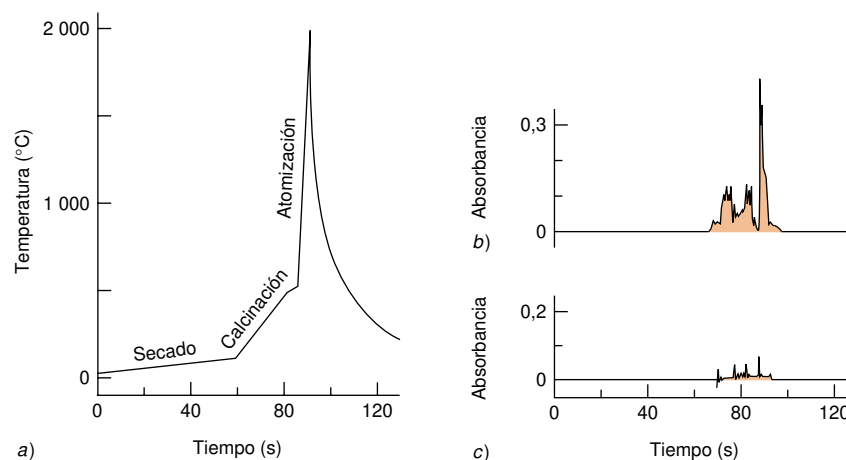 2 000
1 000
0
Temperatura (°C)
Secado
Calcinación
Atomización
0
40
80
120
Tiempo (s)
a)
0,3
0
Absorbancia
b)
0,2
0
Absorbancia
0
40
80
120
Tiempo (s)
c)